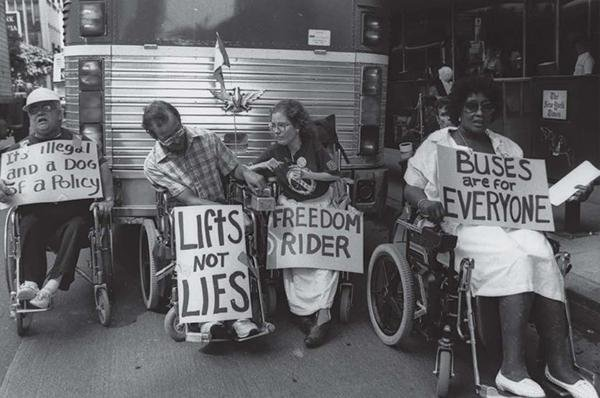 It's Illegal
and a DOG
of a Policy
LIFTS
NOT
LIES
FREEDOM
RIDER
BUSES
are for
EVERYONE
The
New York
Times